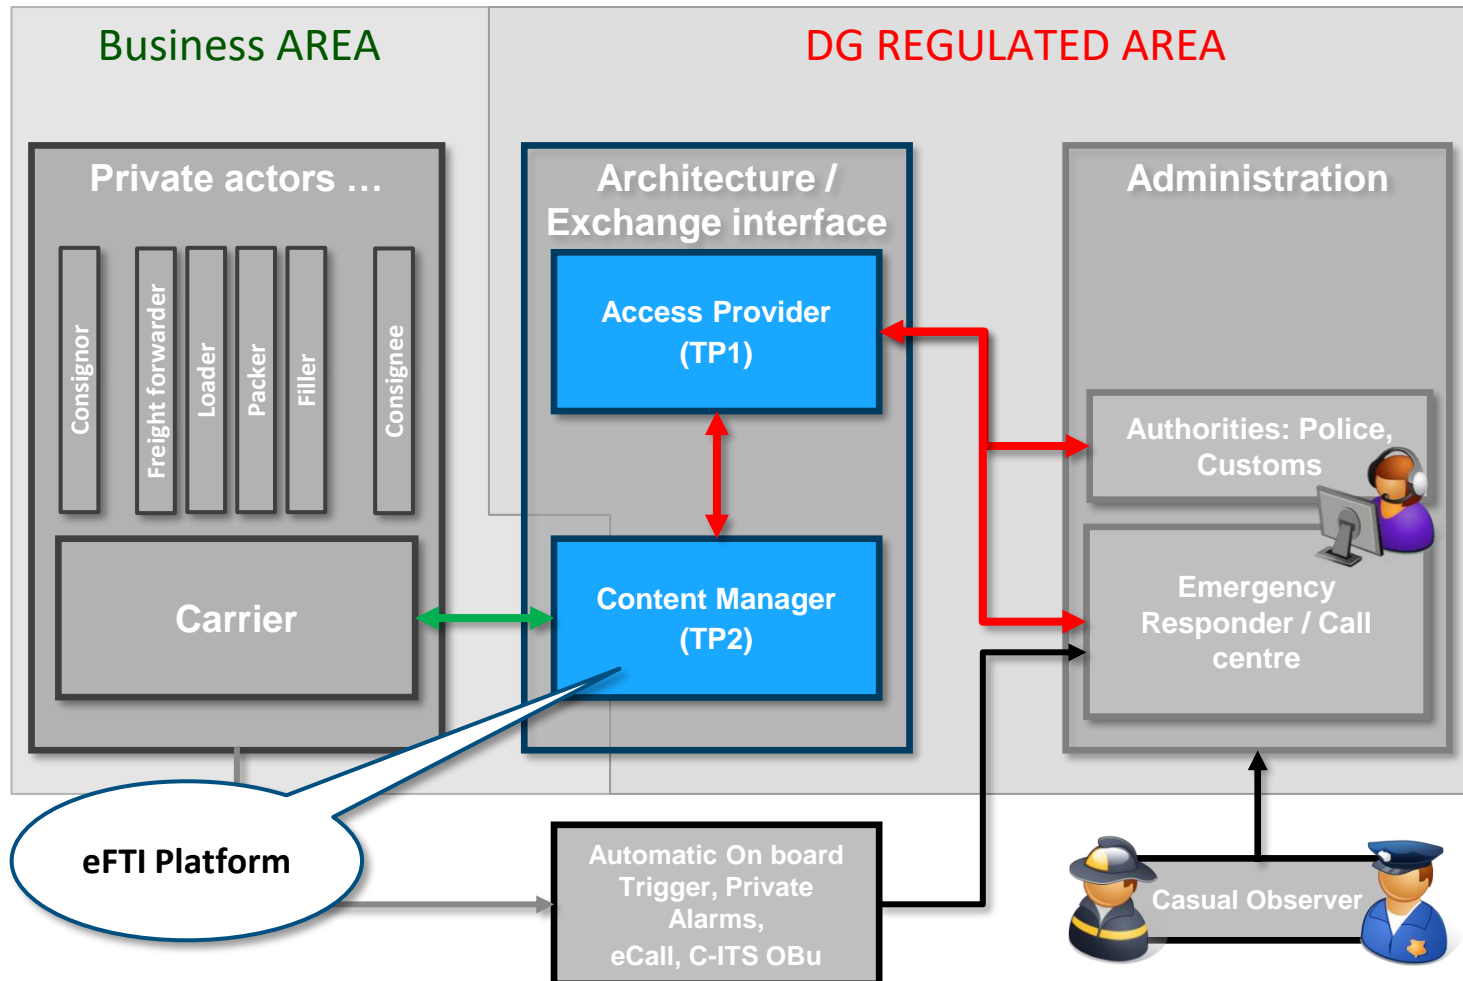 Business AREA
DG REGULATED AREA
Private actors ...
Consignor
Freight forwarder
Loader
Packer
Filler
Consignee
Carrier
Architecture /
Exchange interface
Access Provider
(TP1)
Content Manager
(TP2)
Administration
Authorities: Police,
Customs
Emergency
Responder / Call
centre
eFTI Platform
Automatic On board
Trigger, Private
Alarms,
eCall, C-ITS OBu
Casual Observer